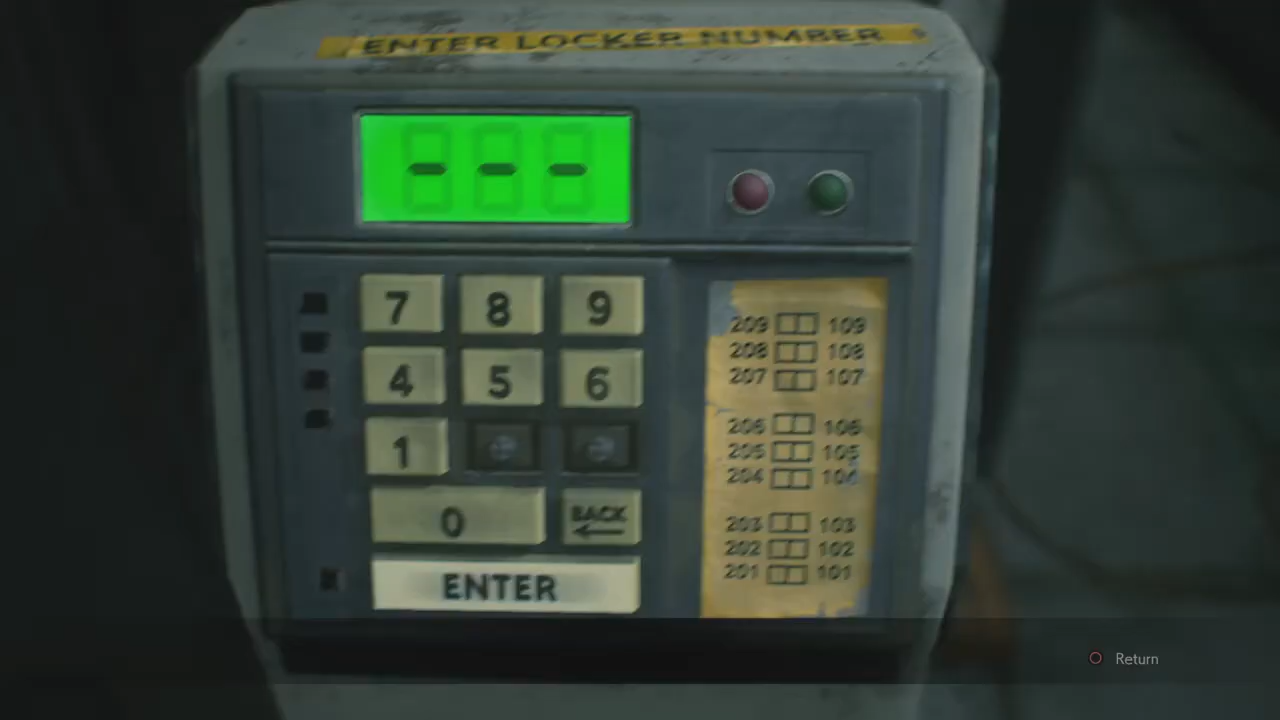 ENTER LOCKER NUMBER
- - -
7 8 9
4 5 6
1
0 BACK
ENTER
209 109
208 108
207 107
206 106
205 105
204 104
203 103
202 102
201 101
Return